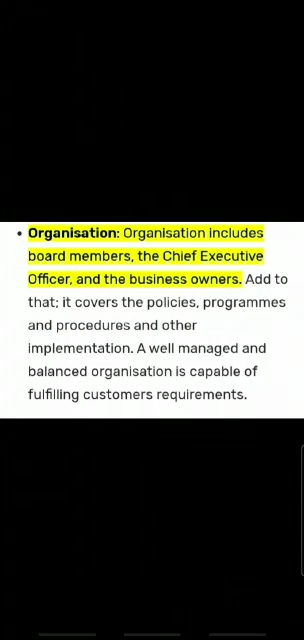 • Organisation: Organisation includes
board members, the Chief Executive
Officer, and the business owners. Add to
that; it covers the policies, programmes
and procedures and other
implementation. A well managed and
balanced organisation is capable of
fulfilling customers requirements.